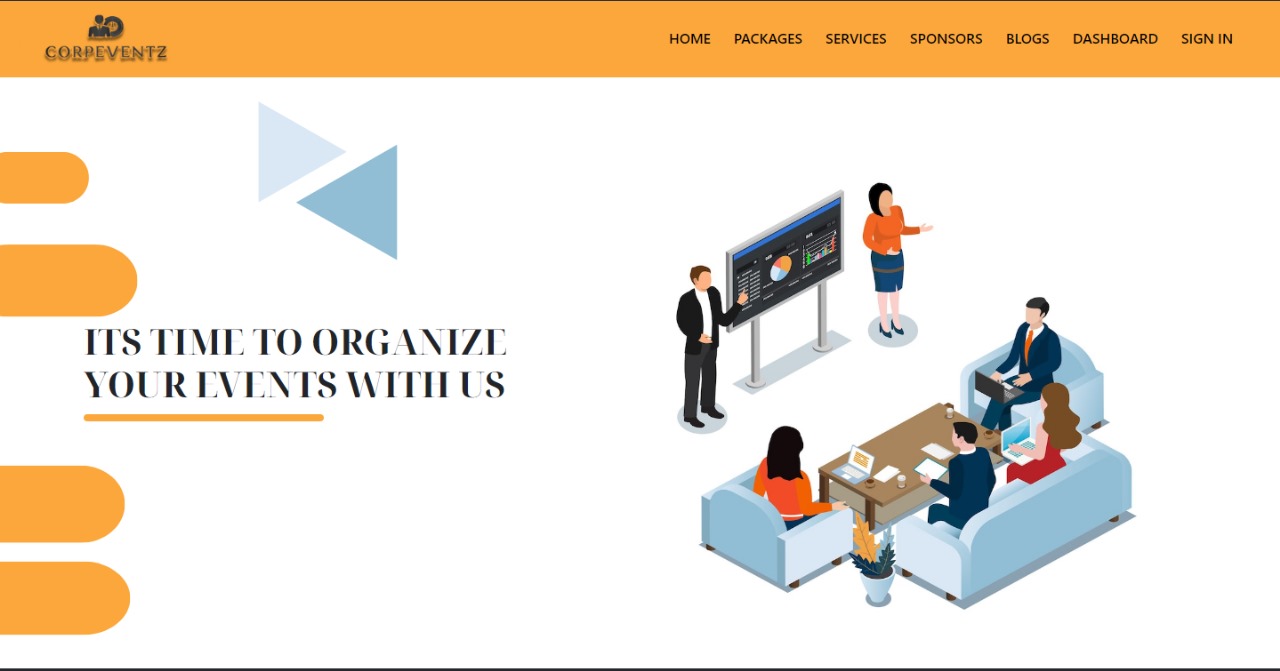 CORPEVENTZ
HOME PACKAGES SERVICES SPONSORS BLOGS DASHBOARD SIGN IN
ITS TIME TO ORGANIZE
YOUR EVENTS WITH US